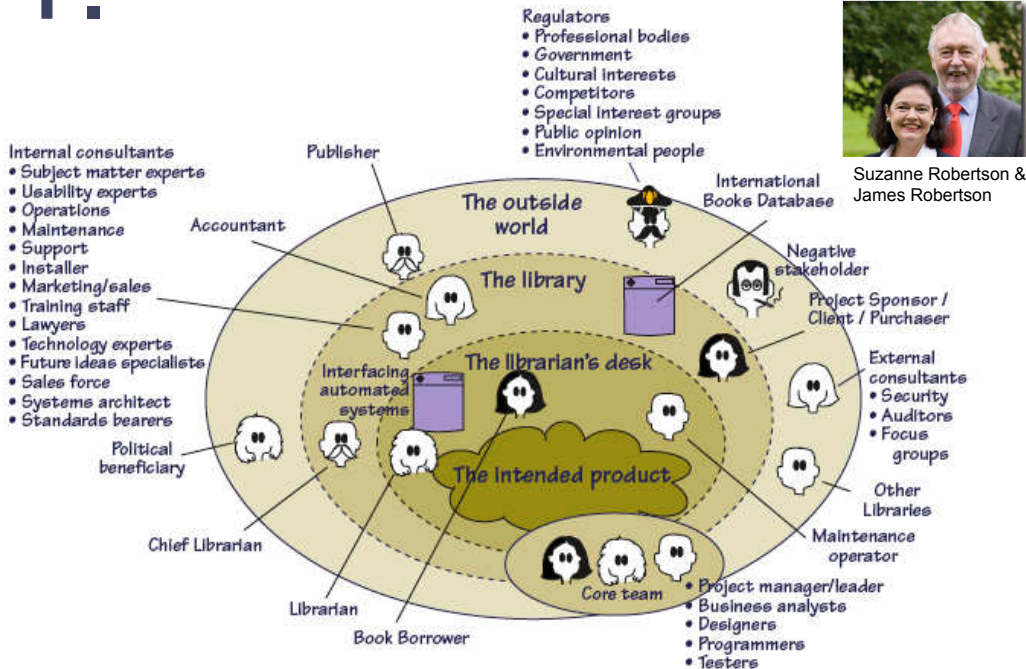 Regulators
• Professional bodies
• Government
• Cultural interests
• Competitors
• Special interest groups
• Public opinion
• Environmental people
Suzanne Robertson &
James Robertson
Internal consultants
• Subject matter experts
• Usability experts
• Operations
• Maintenance
• Support
• Installer
• Marketing/sales
• Training staff
• Lawyers
• Technology experts
• Future ideas specialists
• Sales force
• Systems architect
• Standards bearers
Publisher
Accountant
International
Books Database
Negative
stakeholder
Project Sponsor /
Client / Purchaser
The outside
world
The library
The librarian's desk
Interfacing
automated
systems
The intended product
External
consultants
• Security
• Auditors
• Focus
groups
Political
beneficiary
Other
Libraries
Chief Librarian
Maintenance
operator
Librarian
Book Borrower
Core team
• Project manager/leader
• Business analysts
• Designers
• Programmers
• Testers